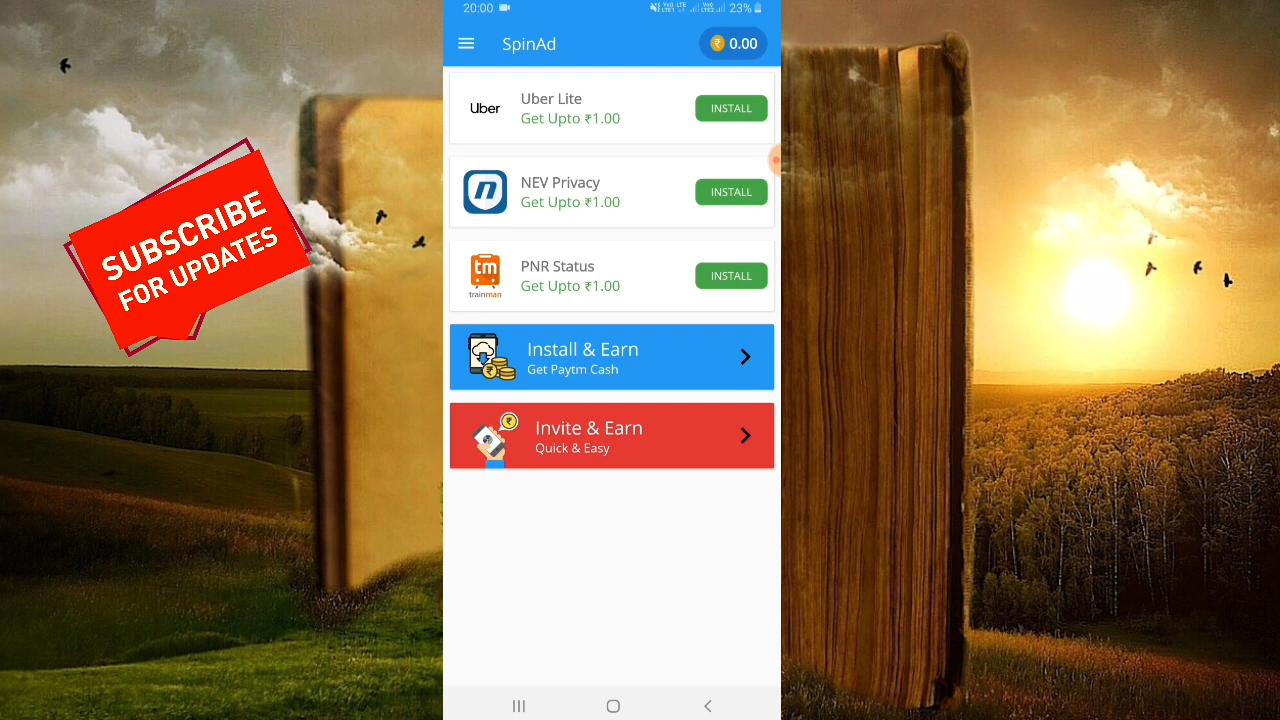 20:00
23%
SpinAd
₹ 0.00
Uber
Uber Lite
Get Upto ₹1.00
INSTALL
n
NEV Privacy
Get Upto ₹1.00
INSTALL
tm
trainman
PNR Status
Get Upto ₹1.00
INSTALL
Install & Earn
Get Paytm Cash
Invite & Earn
Quick & Easy
SUBSCRIBE
FOR UPDATES